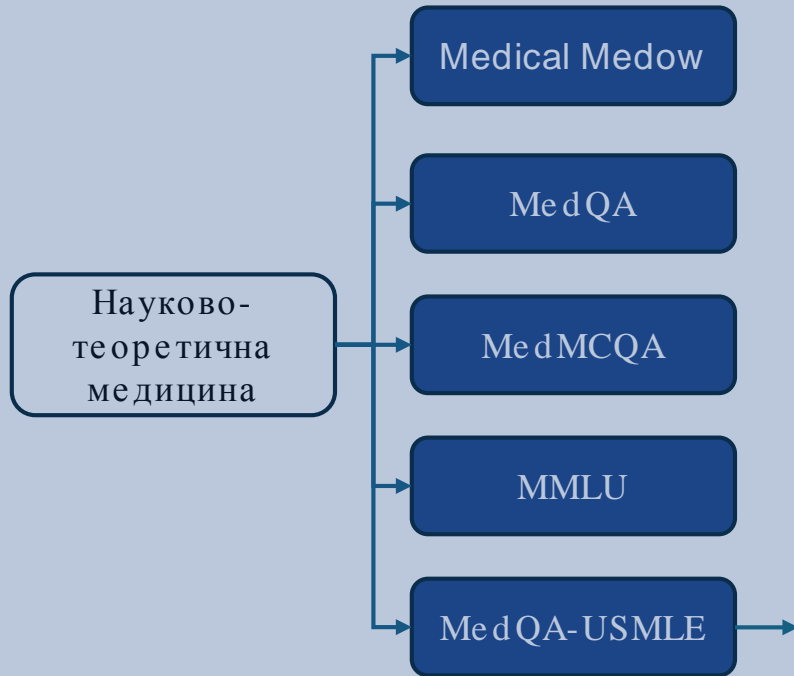 Medical Medow
MedQA
Науково-
теоретична
медицина
MedMCQA
MMLU
MedQA-USMLE